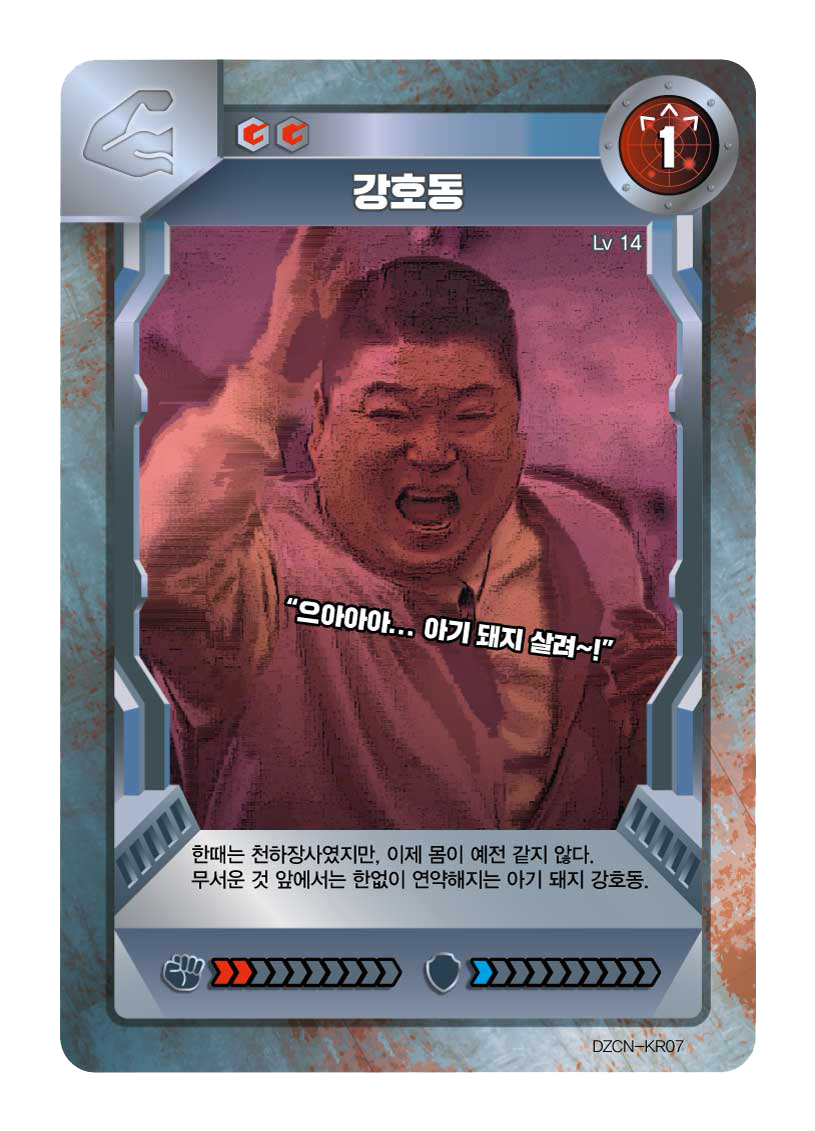 1
강호동
Lv 14
“으아아아... 아기 돼지 살려~!”
한때는 천하장사였지만, 이제 몸이 예전 같지 않다.
무서운 것 앞에서는 한없이 연약해지는 아기 돼지 강호동.
DZCN-KR07